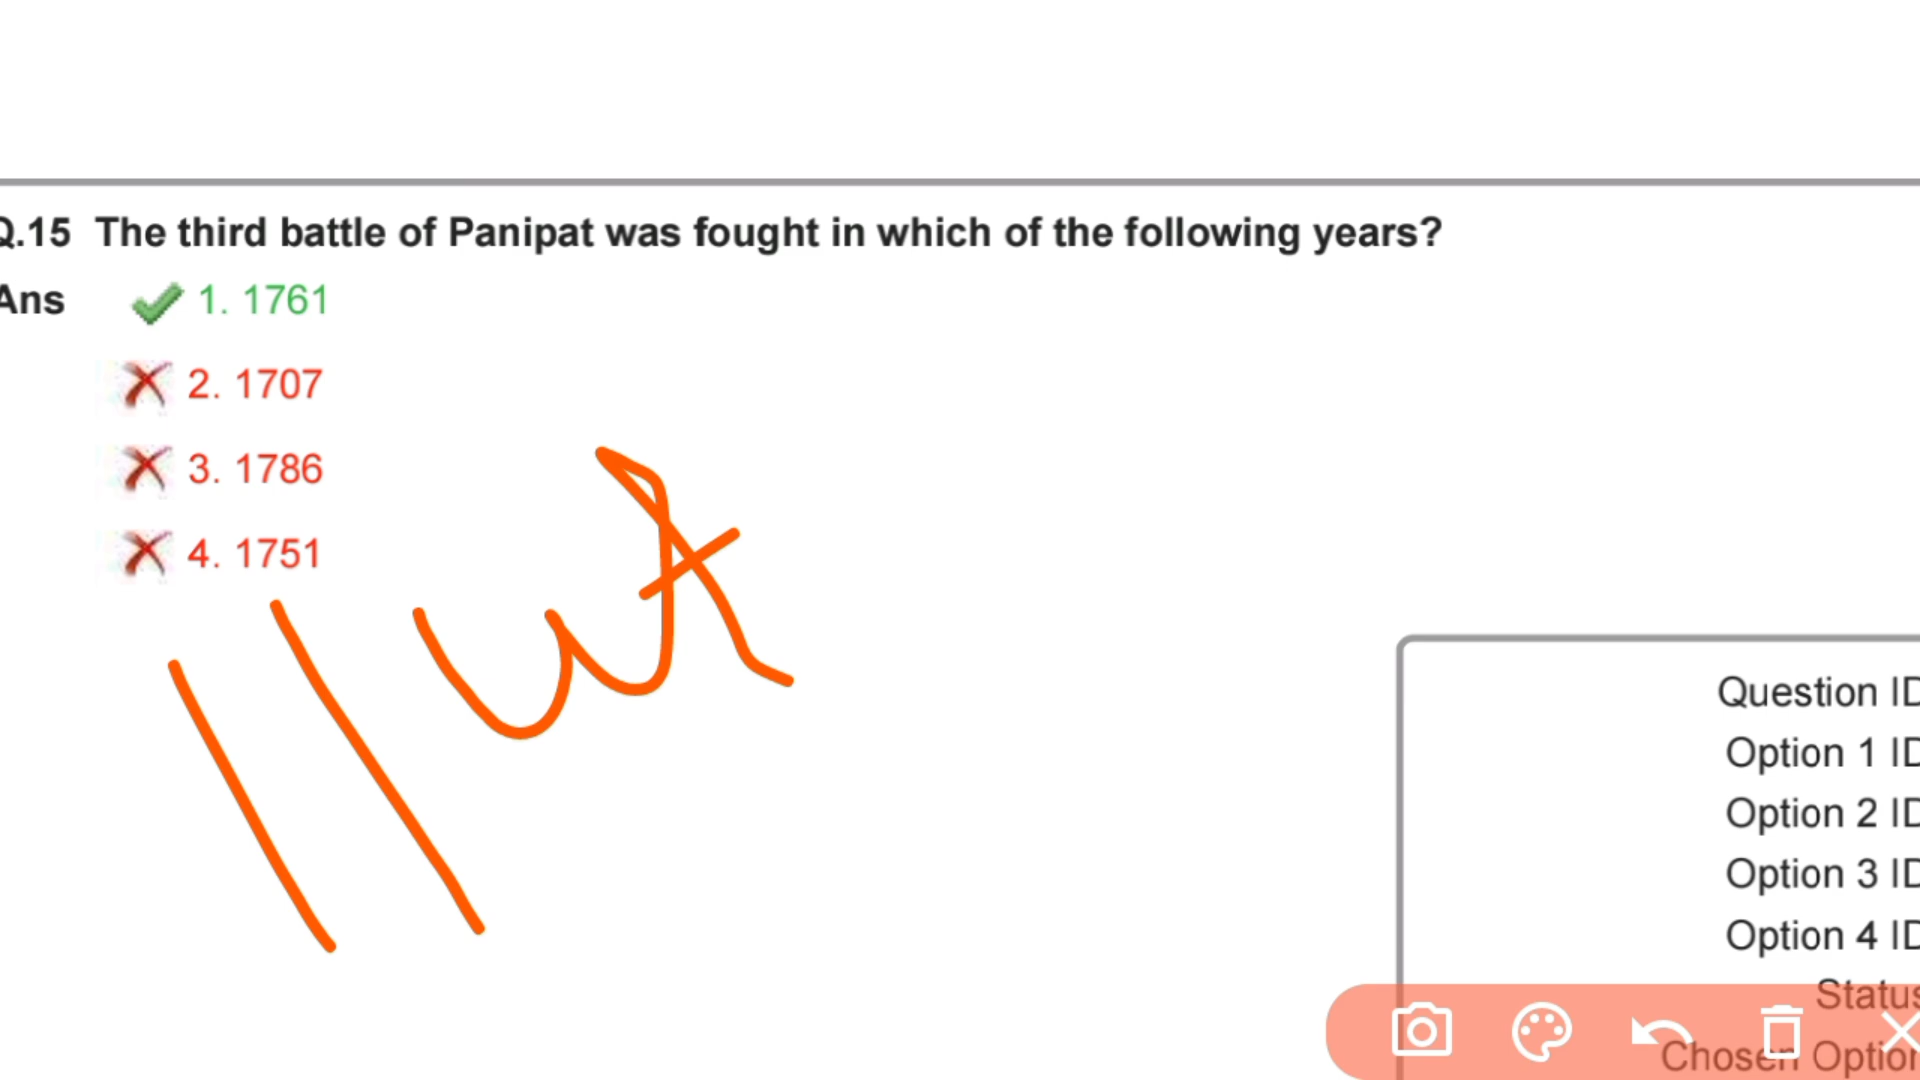 Q.15 The third battle of Panipat was fought in which of the following years?
Ans 1. 1761
2. 1707
3. 1786
4. 1751
Question ID
Option 1 ID
Option 2 ID
Option 3 ID
Option 4 ID
Status
Chosen Option